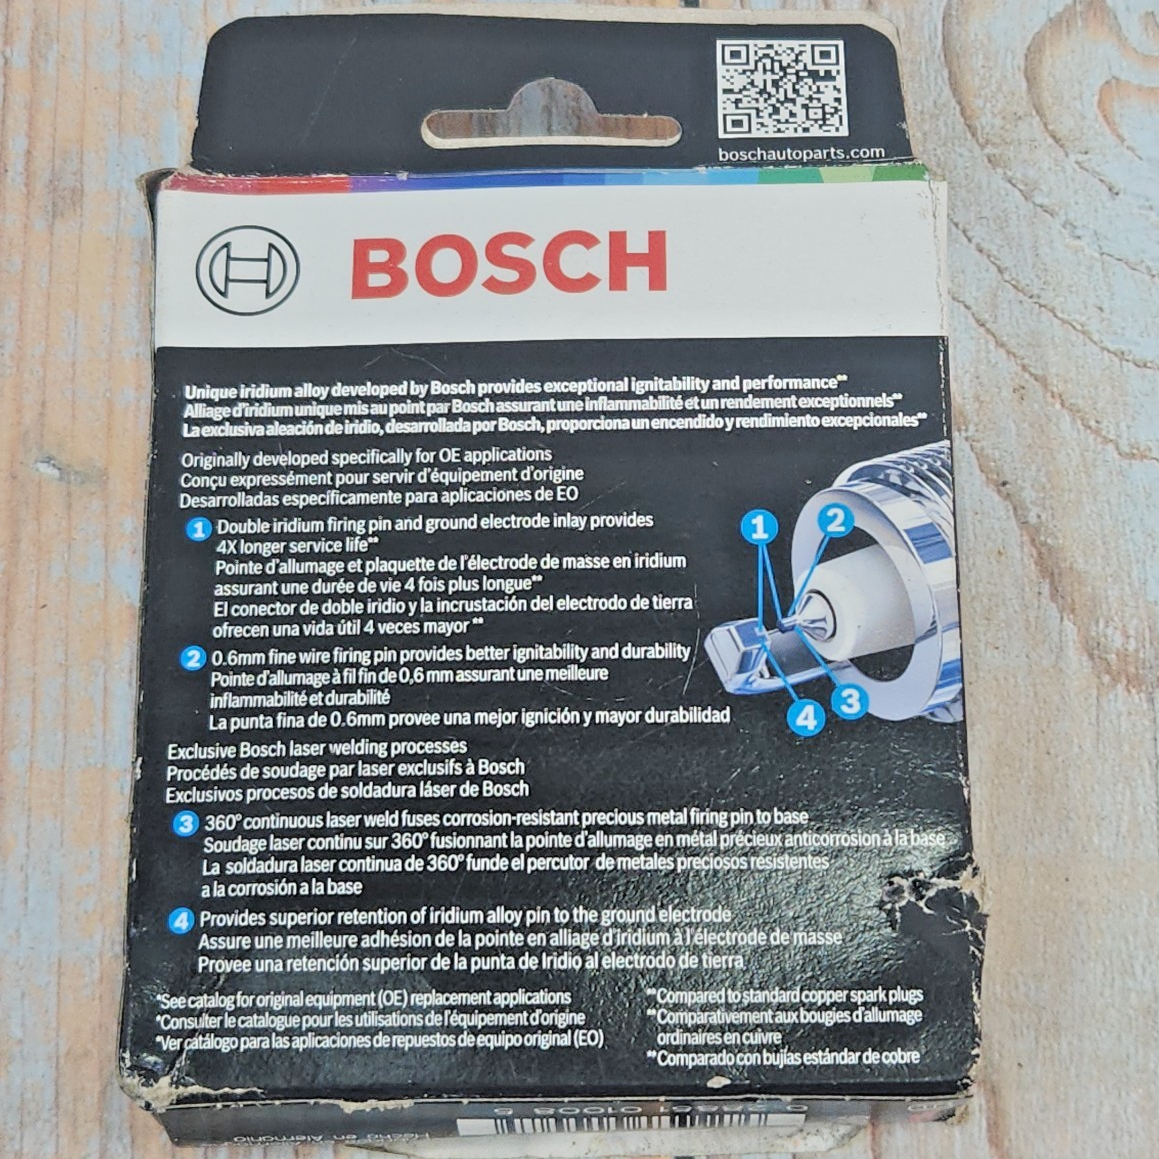 boschautoparts.com
BOSCH
Unique iridium alloy developed by Bosch provides exceptional ignitability and performance**
Alliage d'iridium unique mis au point par Bosch assurant une inflammabilité et un rendement exceptionnels**
La exclusiva aleación de iridio, desarrollada por Bosch, proporciona un encendido y rendimiento excepcionales**
Originally developed specifically for OE applications
Conçu expressément pour servir d'équipement d'origine
Desarrolladas específicamente para aplicaciones de EO
1 Double iridium firing pin and ground electrode inlay provides
4X longer service life**
Pointe d'allumage et plaquette de l'électrode de masse en iridium
assurant une durée de vie 4 fois plus longue**
El conector de doble iridio y la incrustación del electrodo de tierra
ofrecen una vida útil 4 veces mayor **
2 0.6mm fine wire firing pin provides better ignitability and durability
Pointe d'allumage à fil fin de 0,6 mm assurant une meilleure
inflammabilité et durabilité
La punta fina de 0.6mm provee una mejor ignición y mayor durabilidad
1 2
4 3
Exclusive Bosch laser welding processes
Procédés de soudage par laser exclusifs à Bosch
Exclusivos procesos de soldadura láser de Bosch
3 360° continuous laser weld fuses corrosion-resistant precious metal firing pin to base
Soudage laser continu sur 360° fusionnant la pointe d'allumage en métal précieux anticorrosion à la base
La soldadura laser continua de 360° funde el percutor de metales preciosos resistentes
a la corrosión a la base
4 Provides superior retention of iridium alloy pin to the ground electrode
Assure une meilleure adhésion de la pointe en alliage d'iridium à l'électrode de masse
Provee una retención superior de la punta de Iridio al electrodo de tierra
*See catalog for original equipment (OE) replacement applications
*Consulter le catalogue pour les utilisations de l'équipement d'origine
*Ver catálogo para las aplicaciones de repuestos de equipo original (EO)
**Compared to standard copper spark plugs
**Comparativement aux bougies d'allumage
ordinaires en cuivre
**Comparado con bujías estándar de cobre
Hecho en Alemania